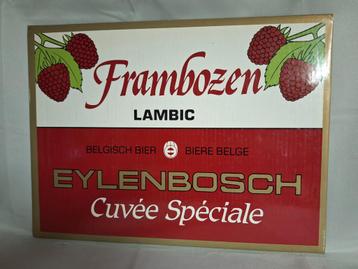 Frambozen
LAMBIC
BELGISCH BIER BIERE BELGE
EYLENBOSCH
Cuvée Spéciale